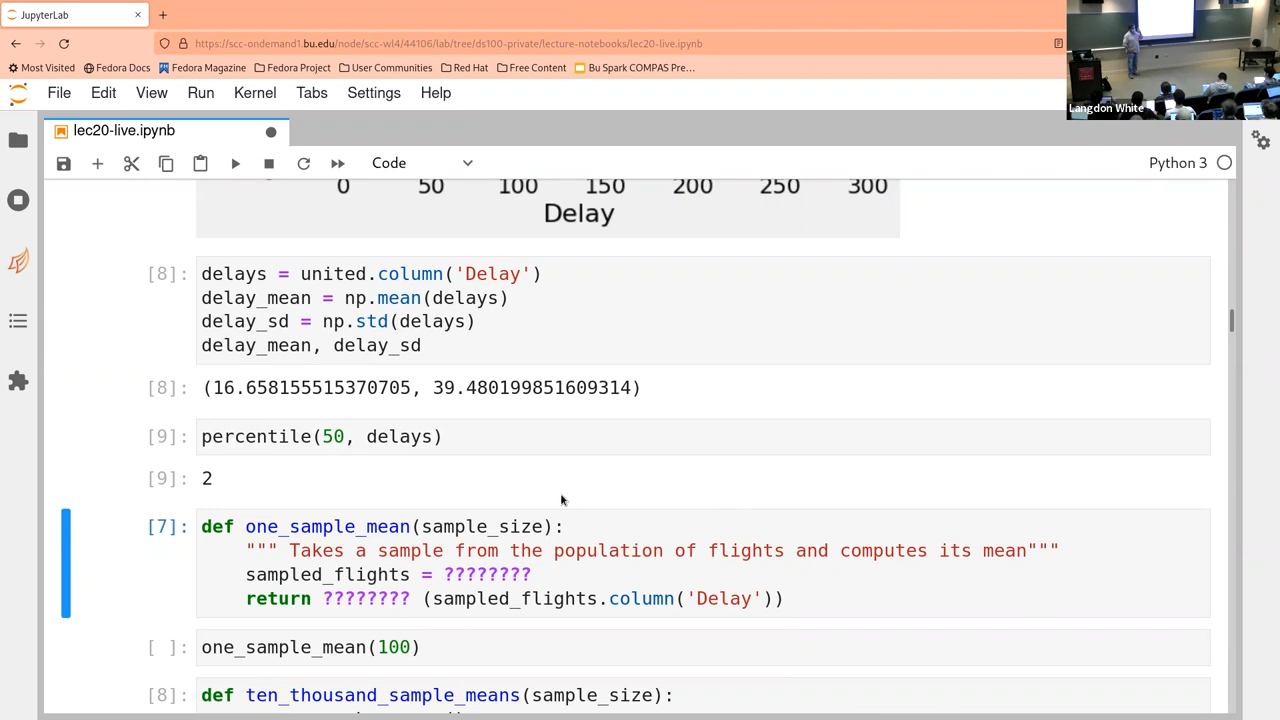 JupyterLab
https://scc-ondemand1.bu.edu/node/scc-wl4/44106/lab/tree/ds100-private/lecture-notebooks/lec20-live.ipynb
Most Visited Fedora Docs Fedora Magazine Fedora Project User Communities Red Hat Free Content Bu Spark COMPAS Pre…
Langdon White
File Edit View Run Kernel Tabs Settings Help
lec20-live.ipynb
Code
Python 3
0 50 100 150 200 250 300
Delay
[8]: delays = united.column('Delay')
delay_mean = np.mean(delays)
delay_sd = np.std(delays)
delay_mean, delay_sd
[8]: (16.658155515370705, 39.480199851609314)
[9]: percentile(50, delays)
[9]: 2
[7]: def one_sample_mean(sample_size):
""" Takes a sample from the population of flights and computes its mean"""
sampled_flights = ????????
return ???????? (sampled_flights.column('Delay'))
[ ]: one_sample_mean(100)
[8]: def ten_thousand_sample_means(sample_size):